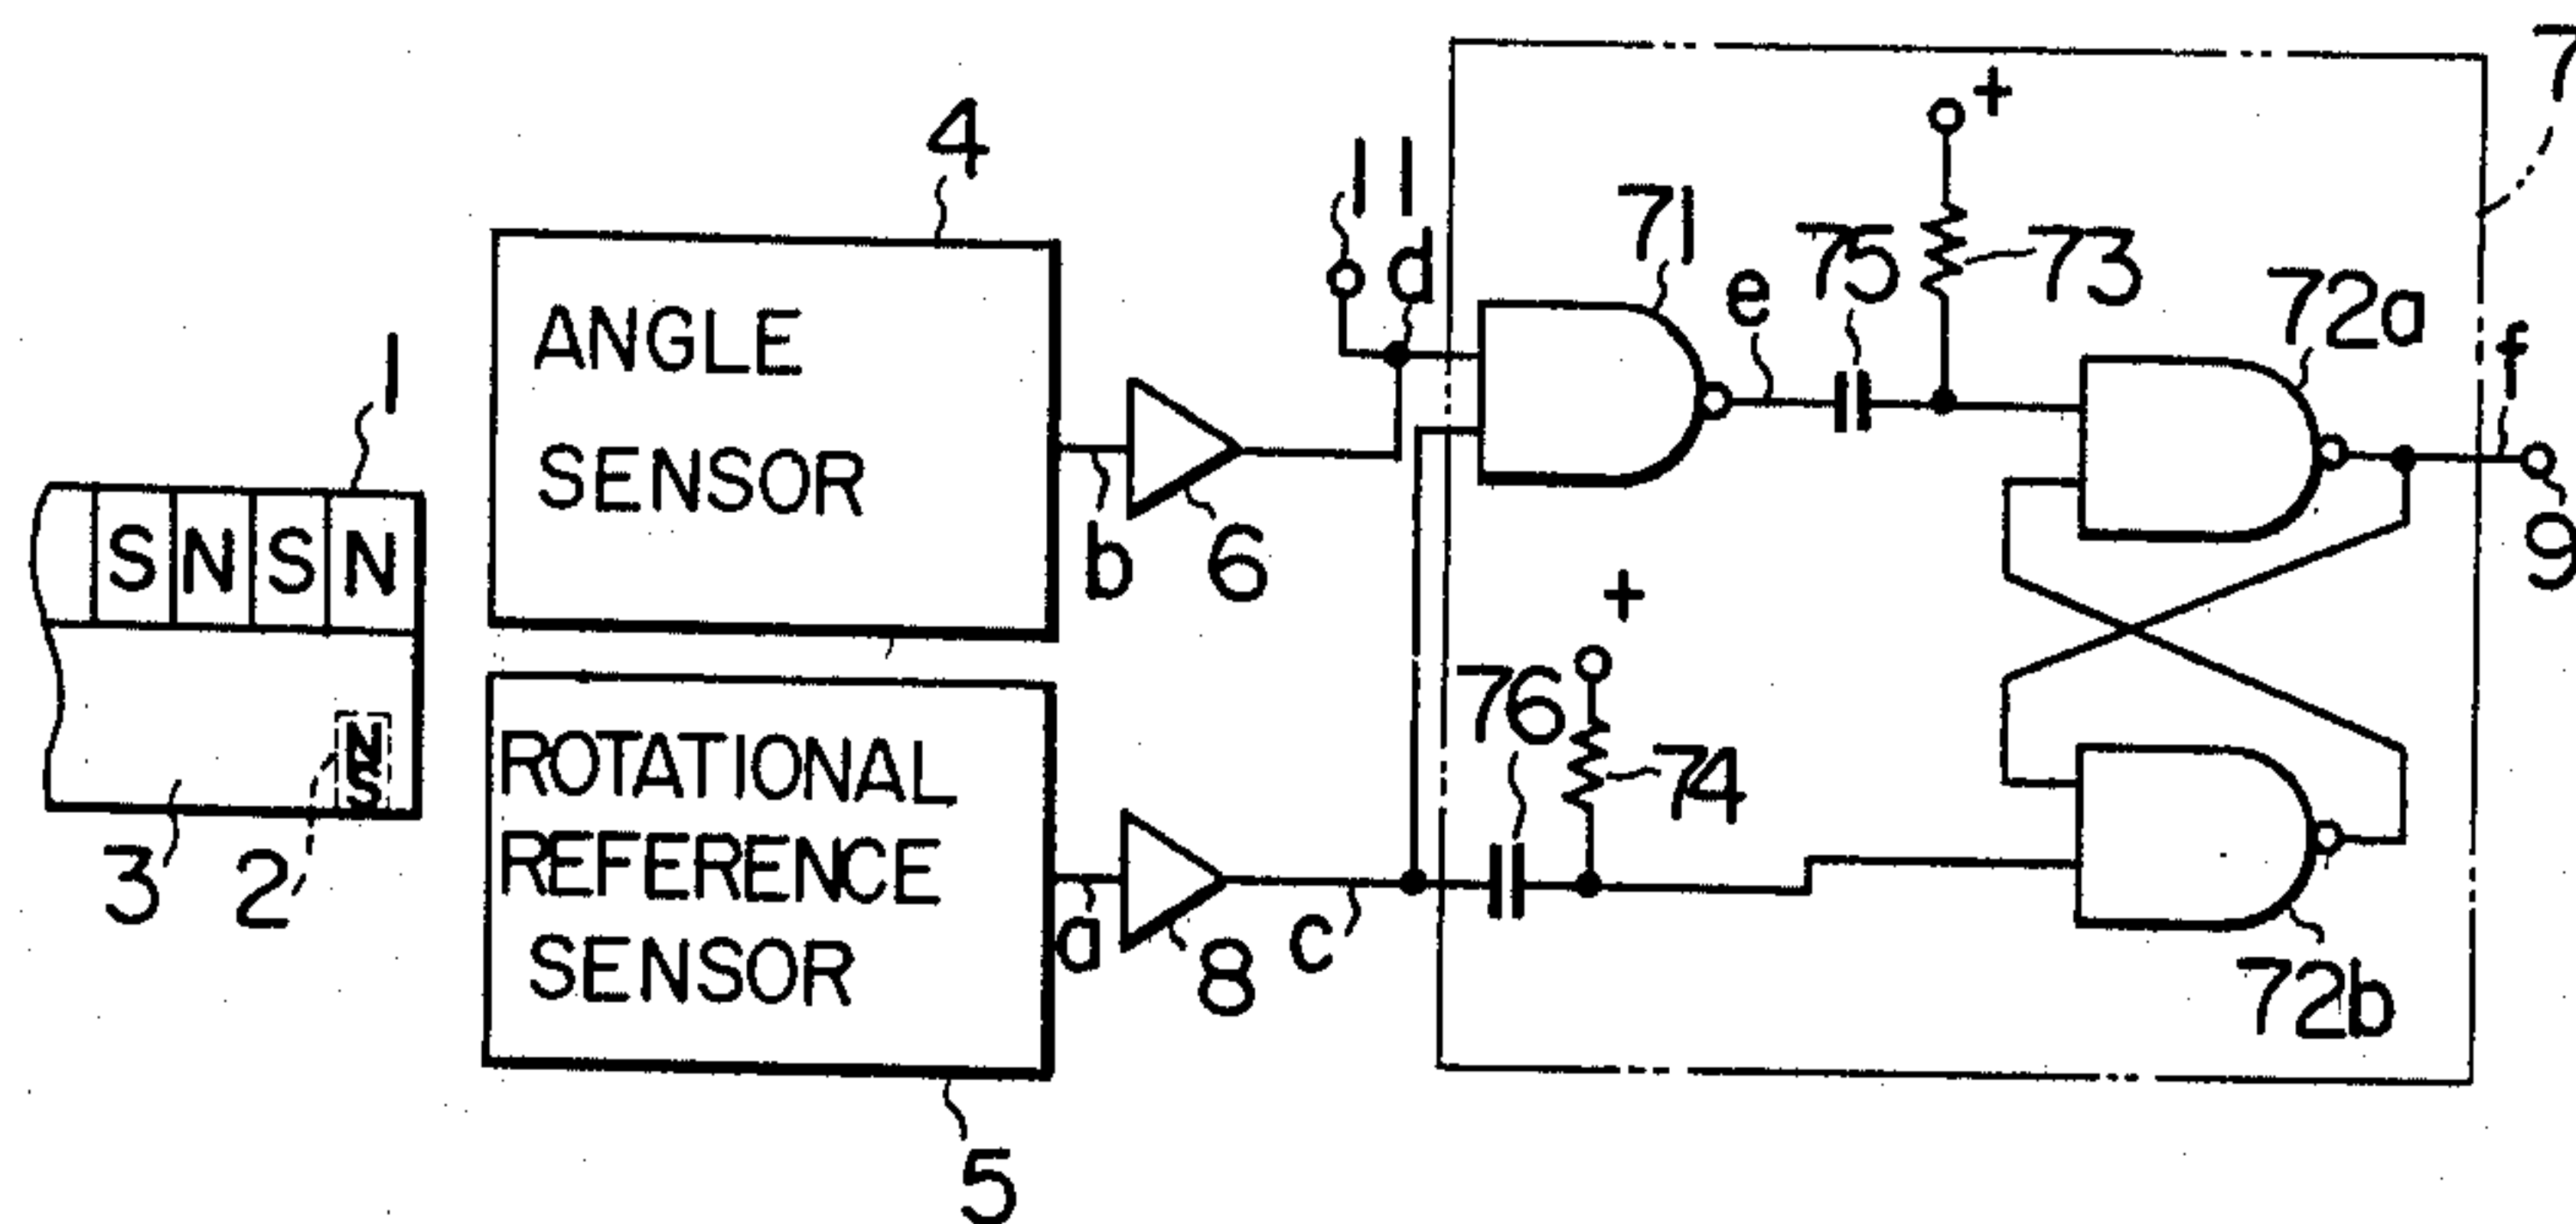 7
+
4
11
d
71
75
73
72a
e
f
1
ANGLE
SENSOR
b
6
9
S N S N
+
N
S
76
74
3
2
ROTATIONAL
REFERENCE
SENSOR
a
8
c
72b
5